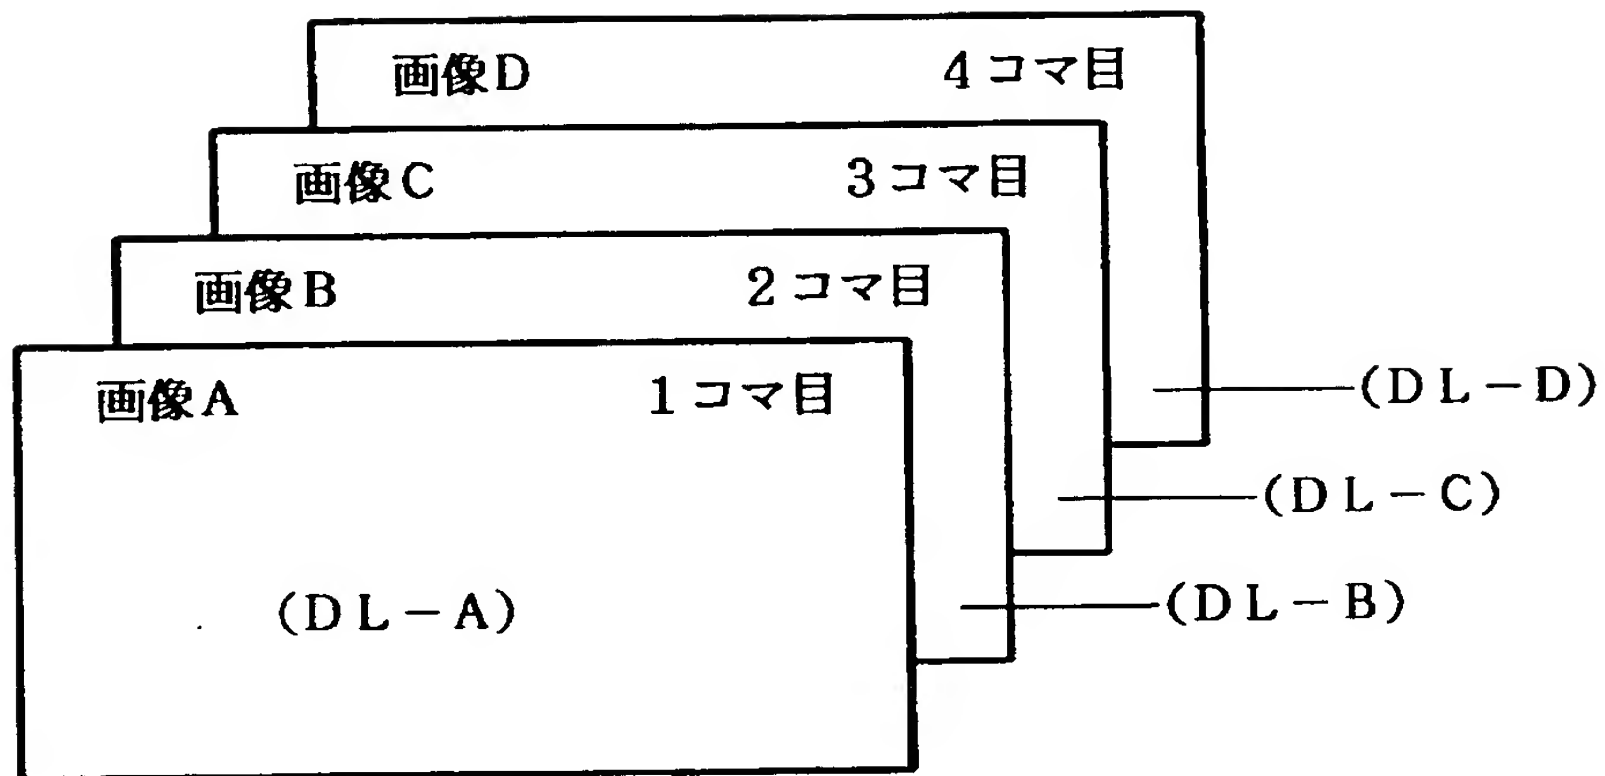 画像D 4コマ目
画像C 3コマ目
画像B 2コマ目
画像A 1コマ目
(DL-D)
(DL-C)
(DL-B)
(DL-A)